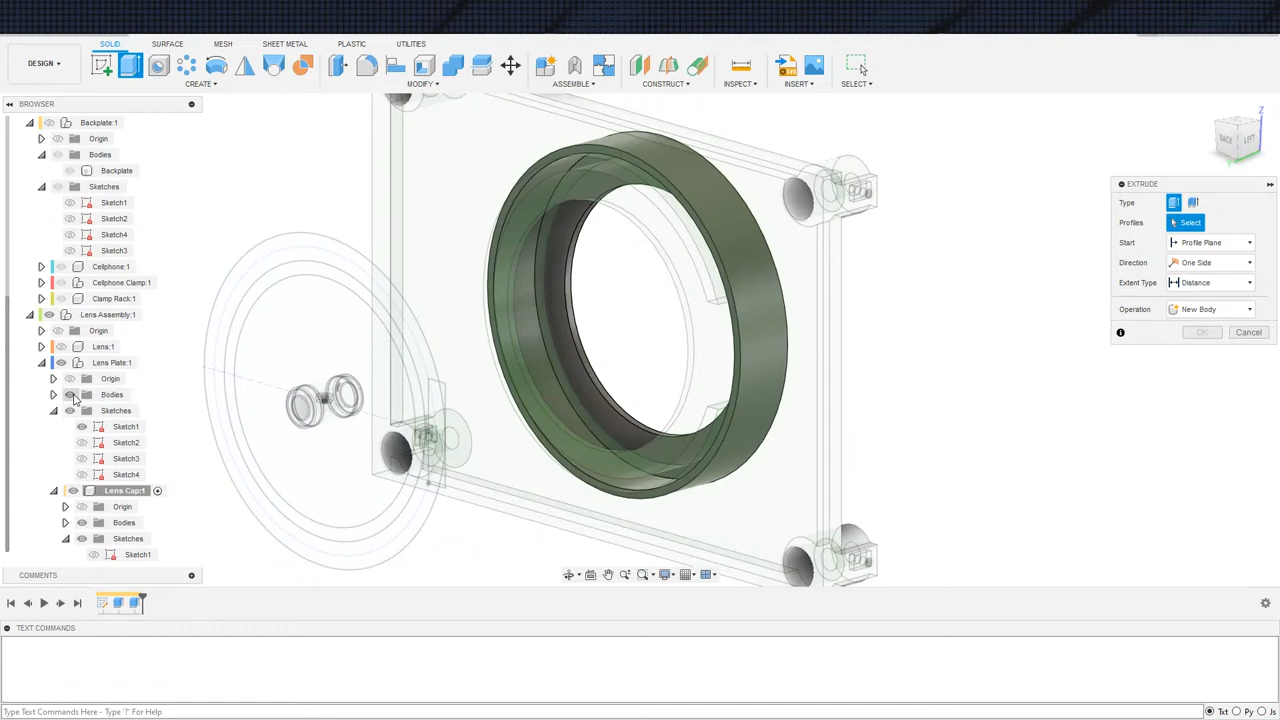 SOLID SURFACE MESH SHEET METAL PLASTIC UTILITIES
DESIGN
CREATE MODIFY ASSEMBLE CONSTRUCT INSPECT INSERT SELECT
BROWSER
Backplate:1
Origin
Bodies
Backplate
Sketches
Sketch1
Sketch2
Sketch4
Sketch3
Cellphone:1
Cellphone Clamp:1
Clamp Rack:1
Lens Assembly:1
Origin
Lens:1
Lens Plate:1
Origin
Bodies
Sketches
Sketch1
Sketch2
Sketch3
Sketch4
Lens Cap:1
Origin
Bodies
Sketches
Sketch1
Z
BACK LEFT
EXTRUDE
Type
Profiles Select
Start Profile Plane
Direction One Side
Extent Type Distance
Operation New Body
OK Cancel
COMMENTS
TEXT COMMANDS
Type Text Commands Here - Type '?' For Help
Txt Py Js